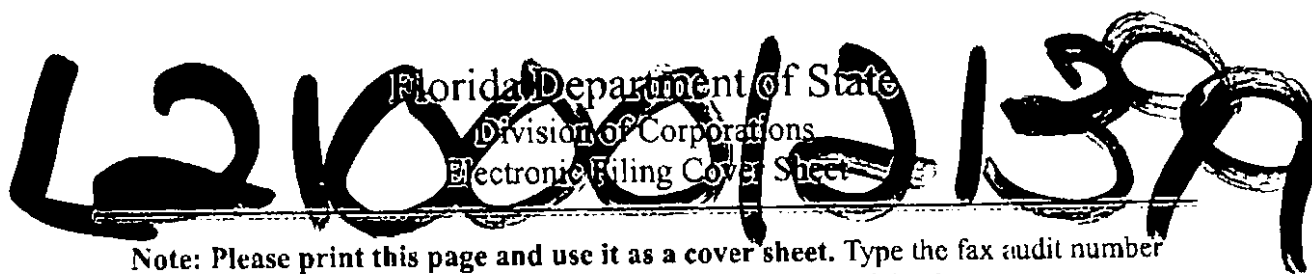 L21000121399
Florida Department of State
Division of Corporations
Electronic Filing Cover Sheet
Note: Please print this page and use it as a cover sheet. Type the fax audit number